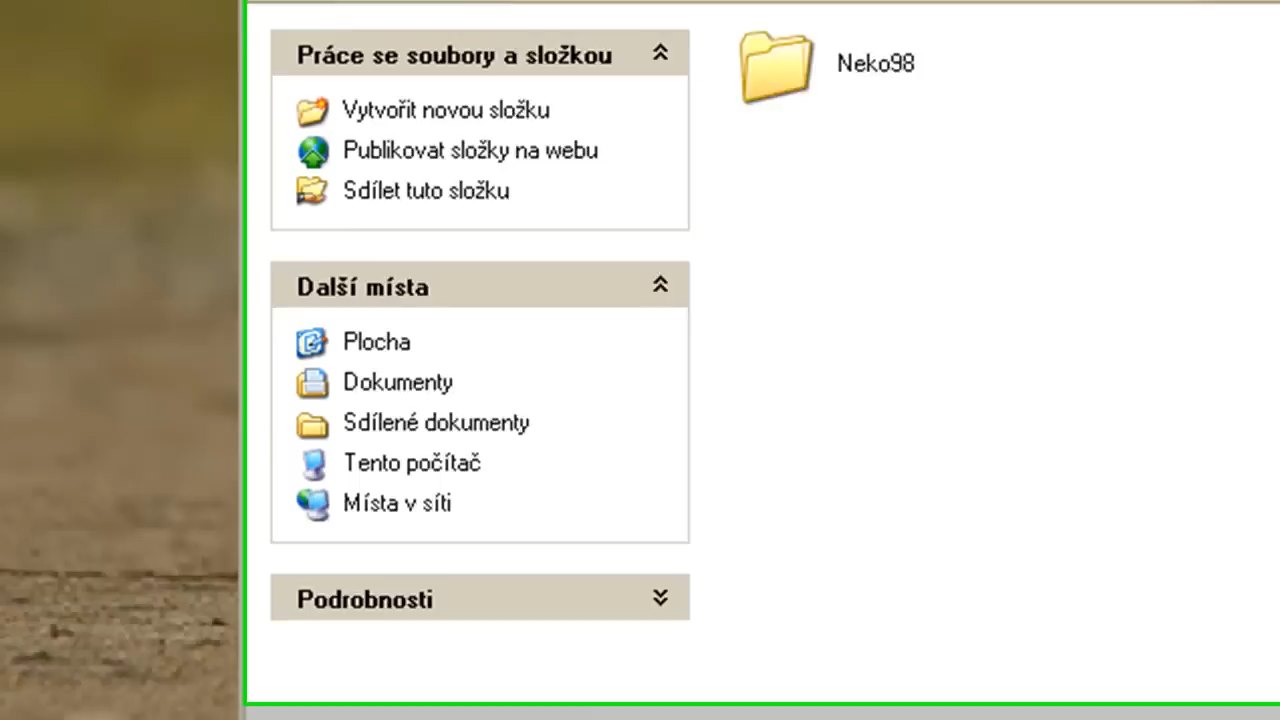 Práce se soubory a složkou
Vytvořit novou složku
Publikovat složky na webu
Sdílet tuto složku
Další místa
Plocha
Dokumenty
Sdílené dokumenty
Tento počítač
Místa v síti
Podrobnosti
Neko98